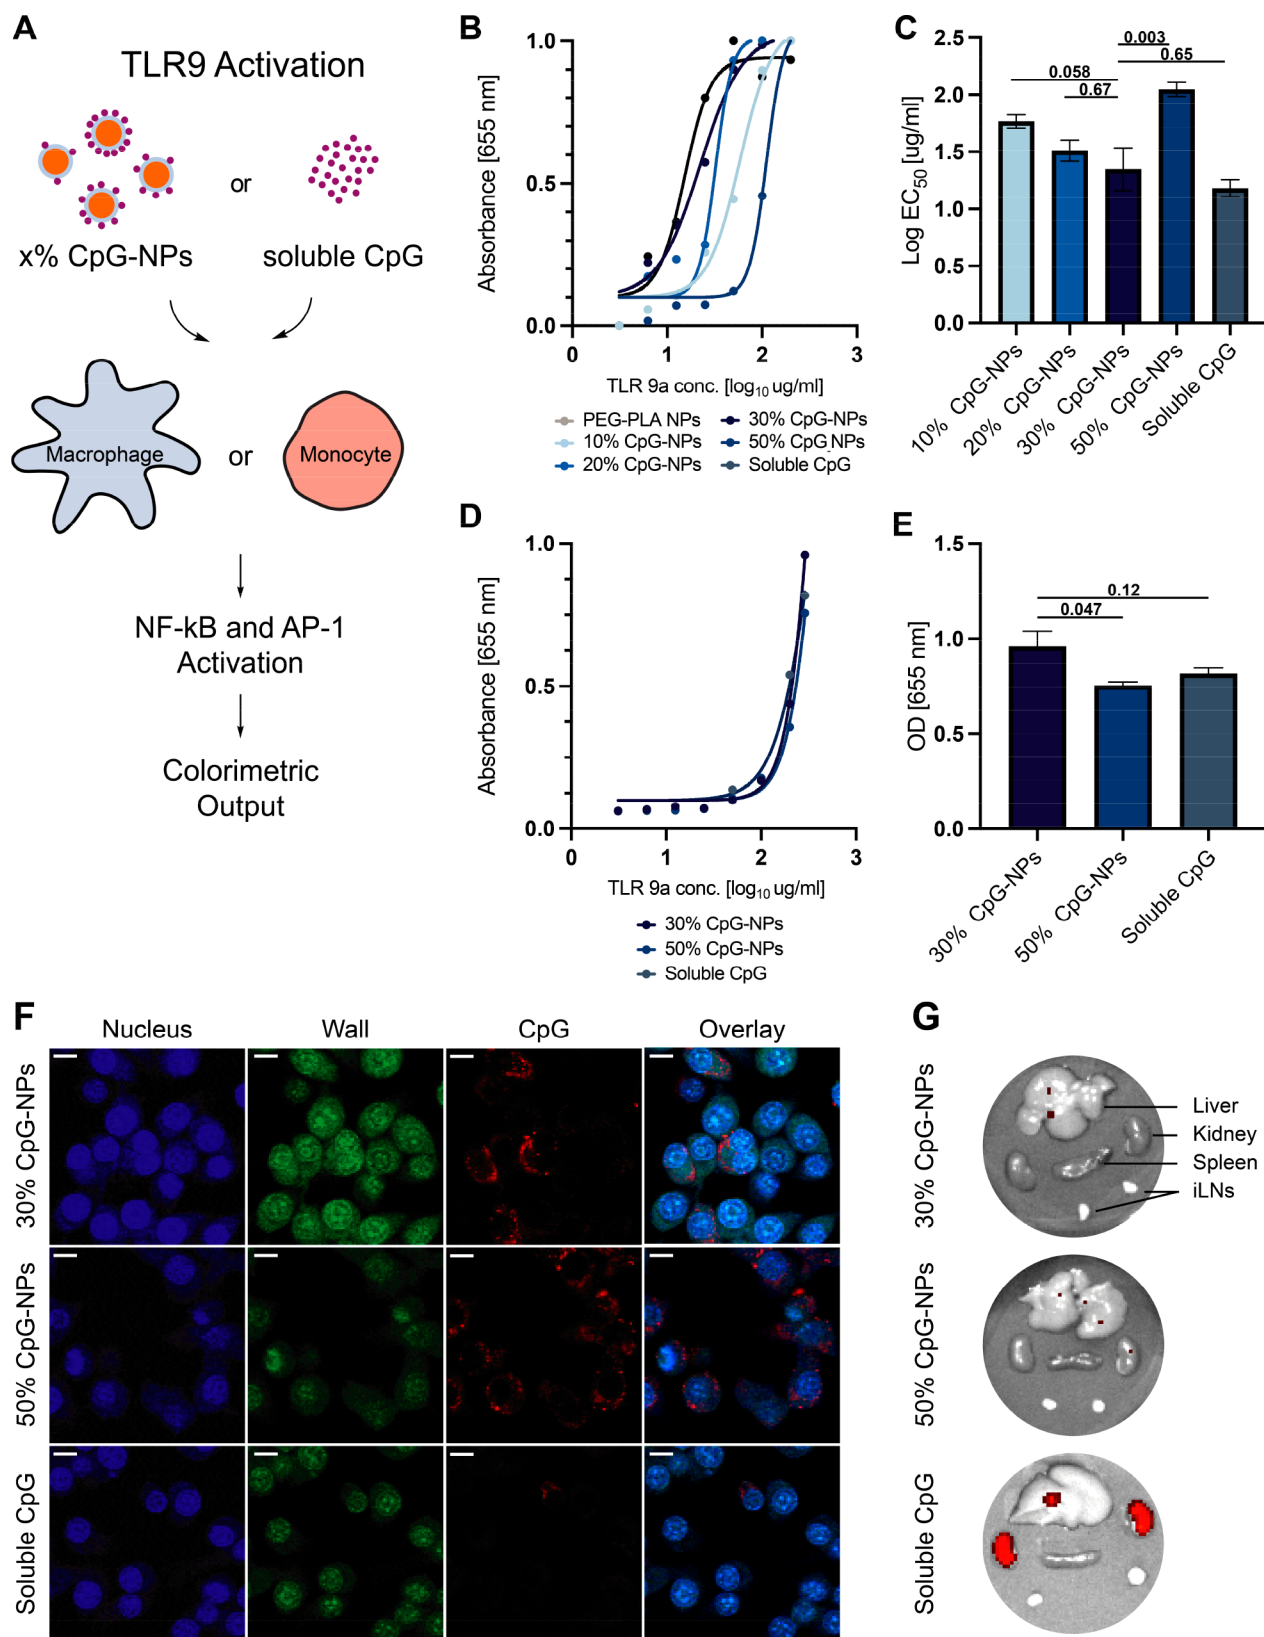 A
TLR9 Activation
or
x% CpG-NPs
soluble CpG
Macrophage
or
Monocyte
NF-kB and AP-1
Activation
Colorimetric
Output
B
Absorbance [655 nm]
1.0
0.5
0.0
0
1
2
3
TLR 9a conc. [log10 ug/ml]
PEG-PLA NPs
10% CpG-NPs
20% CpG-NPs
30% CpG-NPs
50% CpG NPs
Soluble CpG
C
Log EC50 [ug/ml]
2.5
2.0
1.5
1.0
0.5
0.0
0.003
0.65
0.058
0.67
10% CpG-NPs
20% CpG-NPs
30% CpG-NPs
50% CpG-NPs
Soluble CpG
D
Absorbance [655 nm]
1.0
0.5
0.0
0
1
2
3
TLR 9a conc. [log10 ug/ml]
30% CpG-NPs
50% CpG-NPs
Soluble CpG
E
OD [655 nm]
1.5
1.0
0.5
0.0
0.12
0.047
30% CpG-NPs
50% CpG-NPs
Soluble CpG
F
Nucleus
Wall
CpG
Overlay
30% CpG-NPs
50% CpG-NPs
Soluble CpG
G
30% CpG-NPs
Liver
Kidney
Spleen
iLNs
50% CpG-NPs
Soluble CpG